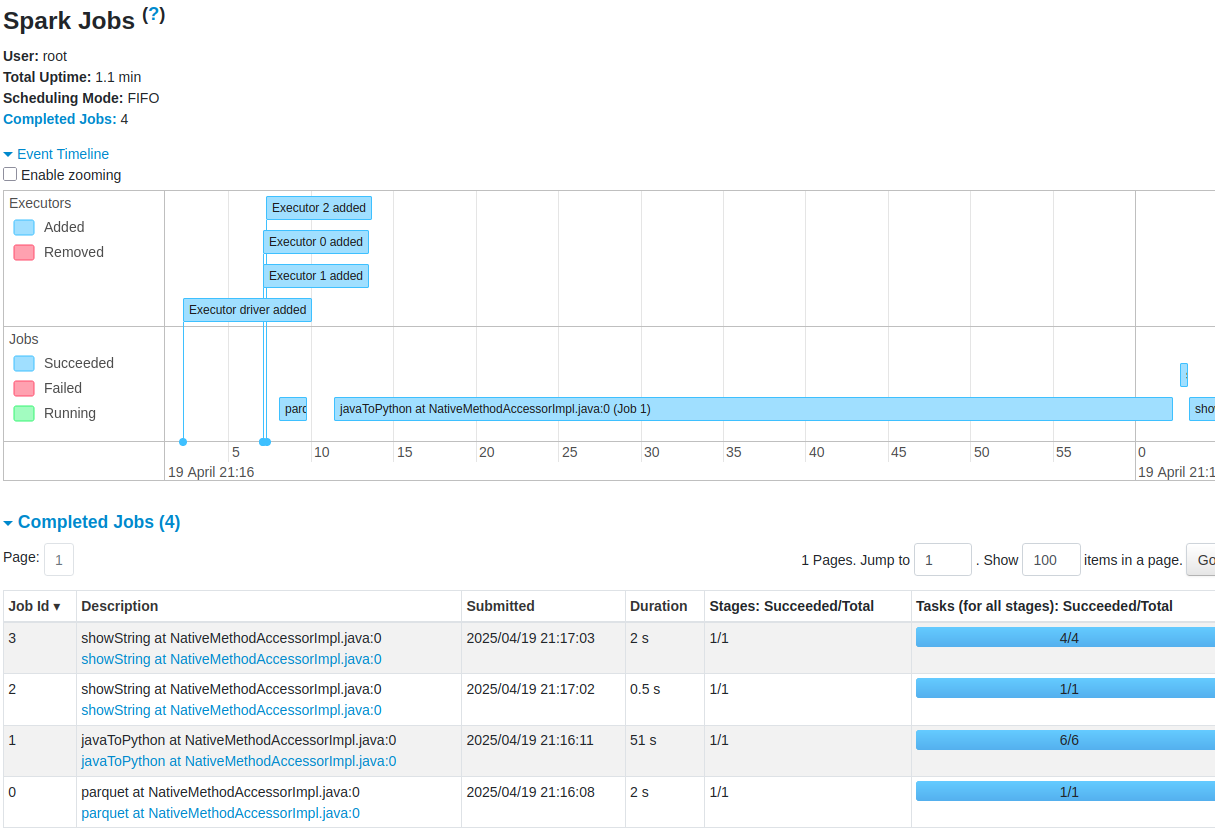 Spark Jobs (?)
User: root
Total Uptime: 1.1 min
Scheduling Mode: FIFO
Completed Jobs: 4
Event Timeline
Enable zooming
Executors
Added
Removed
Executor 2 added
Executor 0 added
Executor 1 added
Executor driver added
Jobs
Succeeded
Failed
Running
parq
javaToPython at NativeMethodAccessorImpl.java:0 (Job 1)
show
5 10 15 20 25 30 35 40 45 50 55 0
19 April 21:16 19 April 21:1
Completed Jobs (4)
Page: 1
1 Pages. Jump to 1 . Show 100 items in a page. Go
Job Id ▾ Description Submitted Duration Stages: Succeeded/Total Tasks (for all stages): Succeeded/Total
3 showString at NativeMethodAccessorImpl.java:0 2025/04/19 21:17:03 2 s 1/1 4/4
showString at NativeMethodAccessorImpl.java:0
2 showString at NativeMethodAccessorImpl.java:0 2025/04/19 21:17:02 0.5 s 1/1 1/1
showString at NativeMethodAccessorImpl.java:0
1 javaToPython at NativeMethodAccessorImpl.java:0 2025/04/19 21:16:11 51 s 1/1 6/6
javaToPython at NativeMethodAccessorImpl.java:0
0 parquet at NativeMethodAccessorImpl.java:0 2025/04/19 21:16:08 2 s 1/1 1/1
parquet at NativeMethodAccessorImpl.java:0